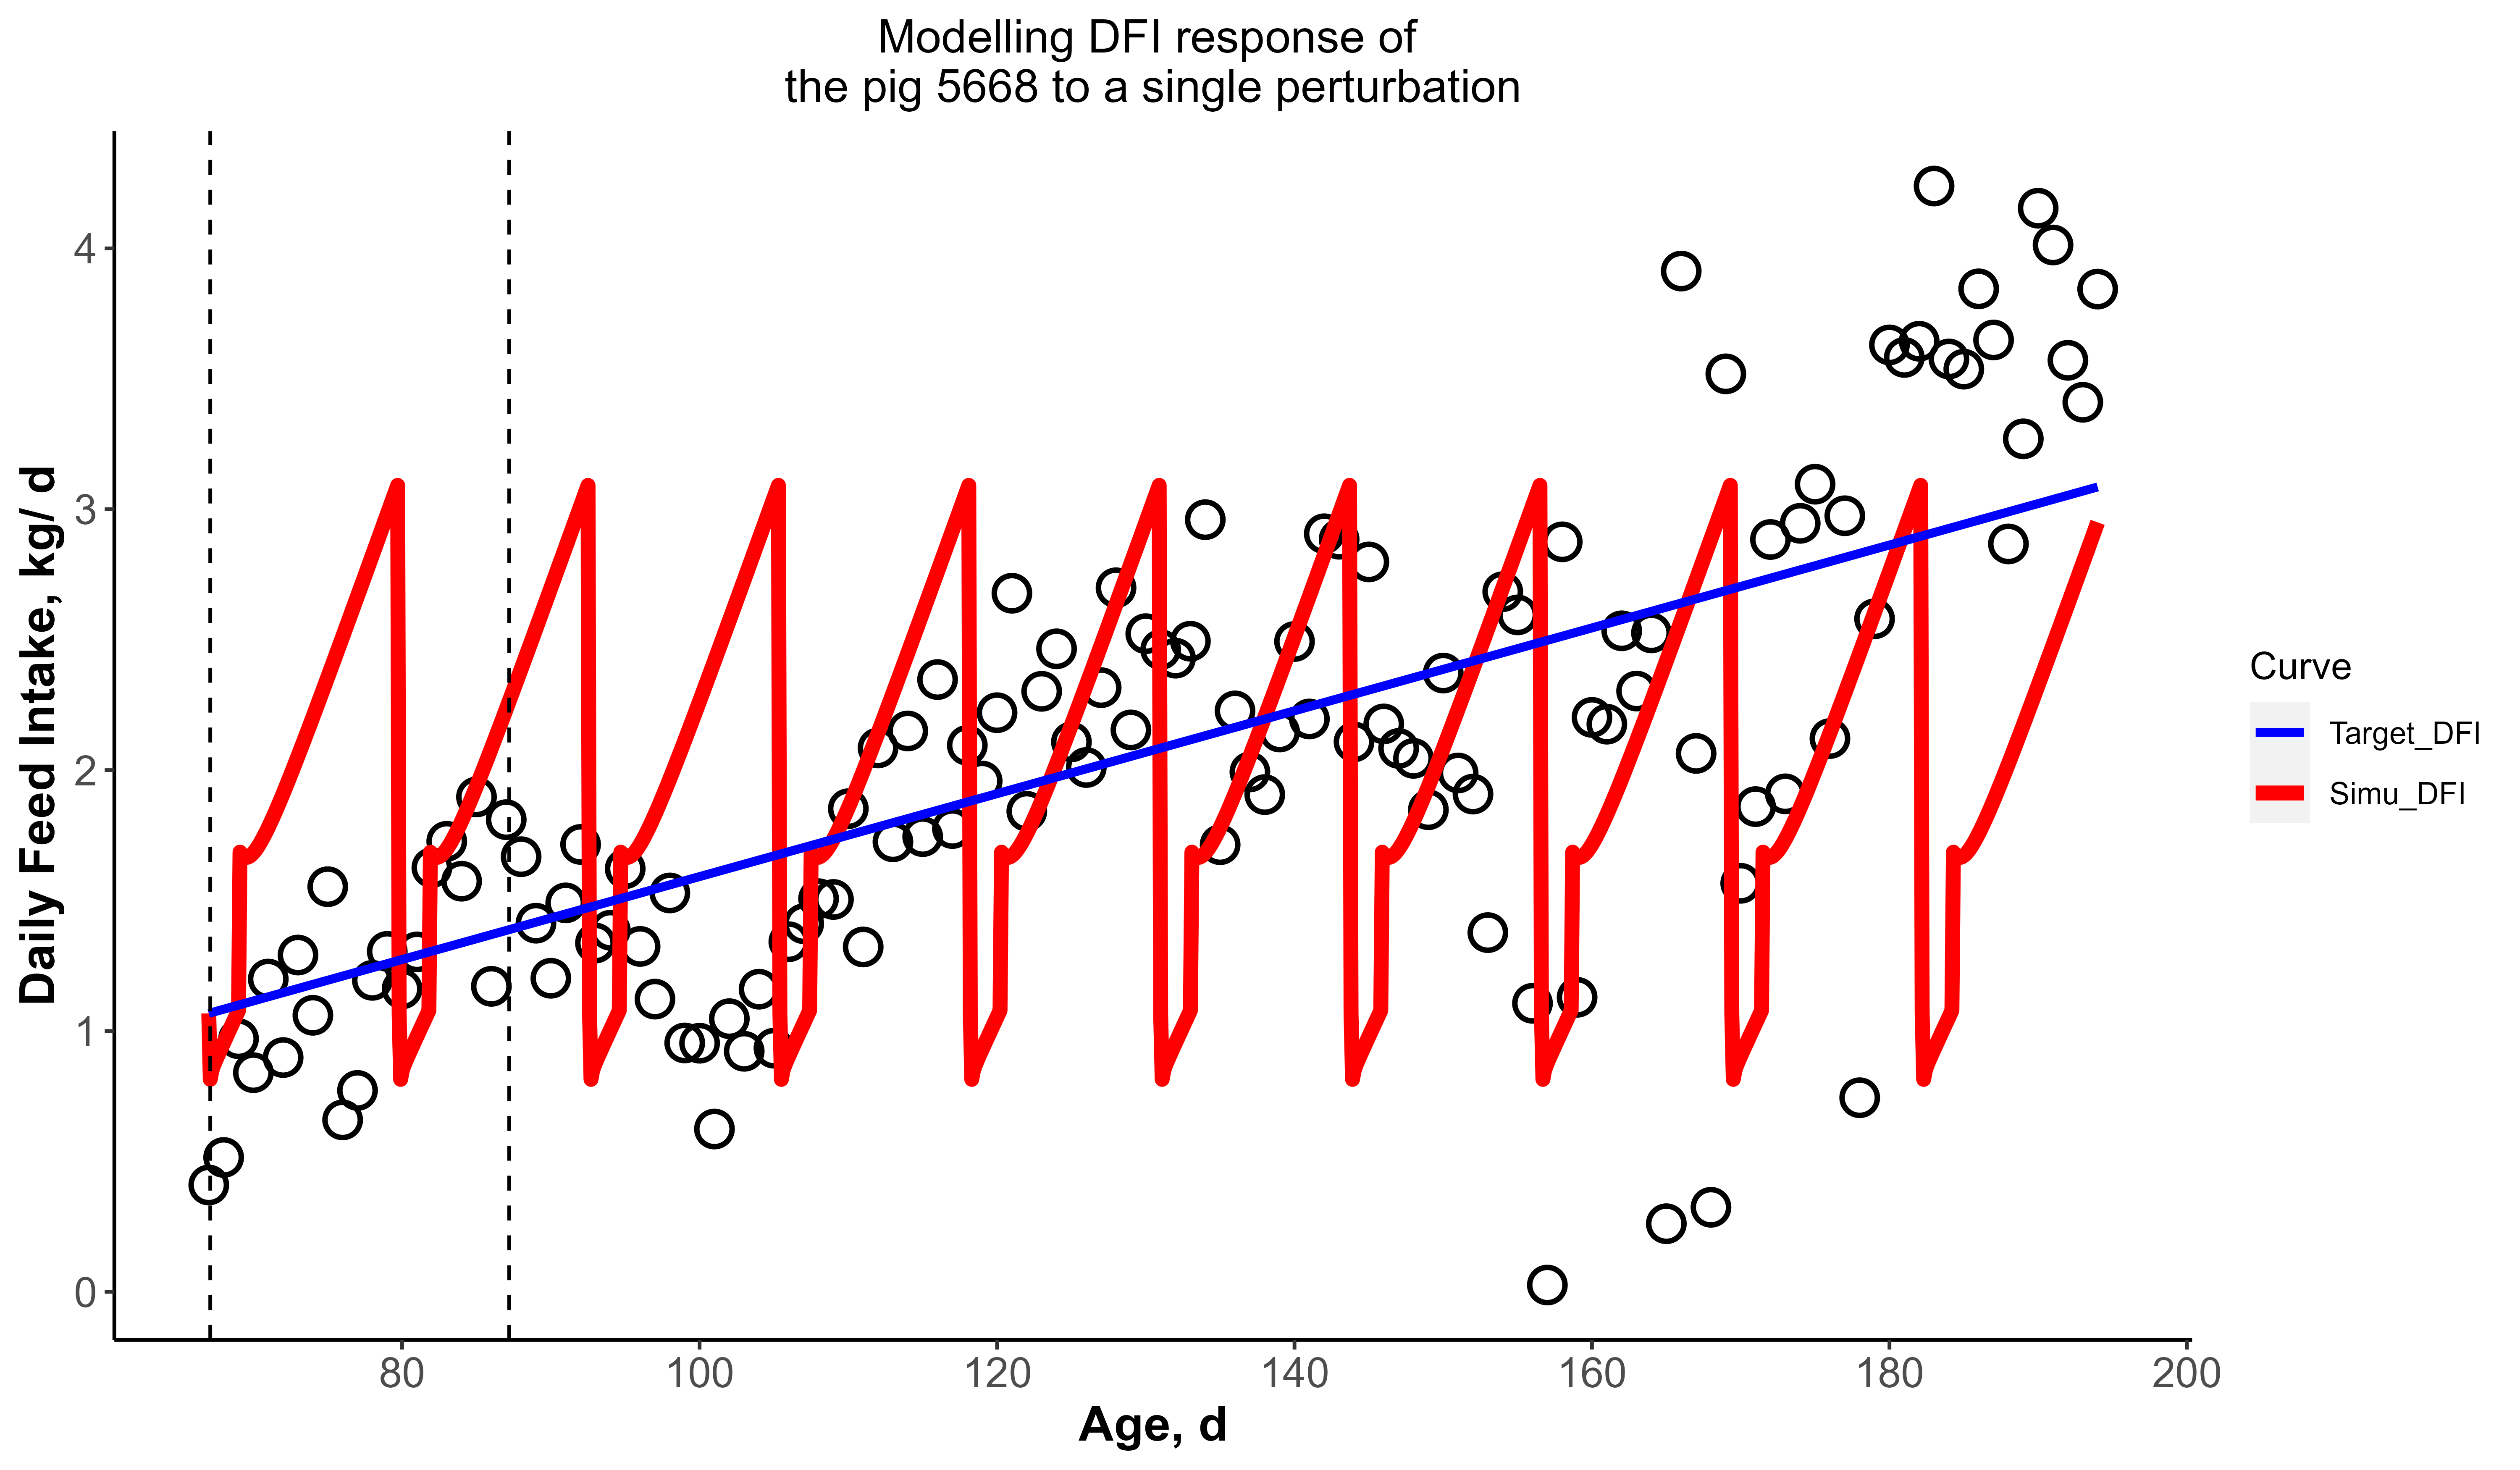 Modelling DFI response of
the pig 5668 to a single perturbation
Daily Feed Intake, kg/ d
4
3
2
1
0
80 100 120 140 160 180 200
Age, d
Curve
Target_DFI
Simu_DFI